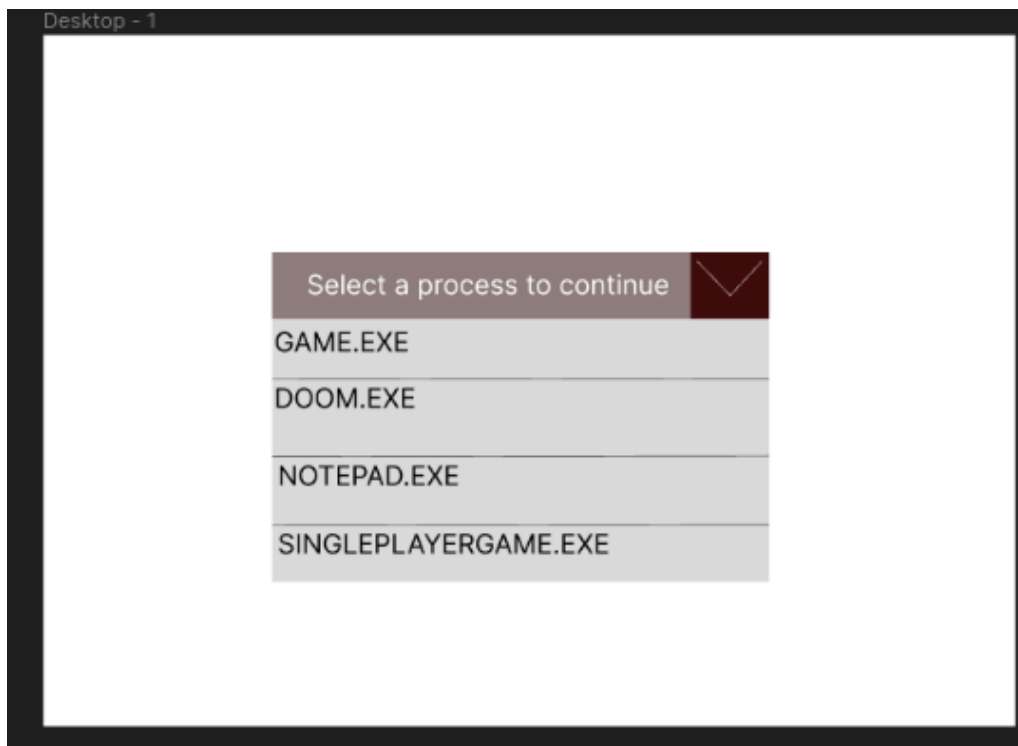 Desktop - 1
Select a process to continue
GAME.EXE
DOOM.EXE
NOTEPAD.EXE
SINGLEPLAYERGAME.EXE